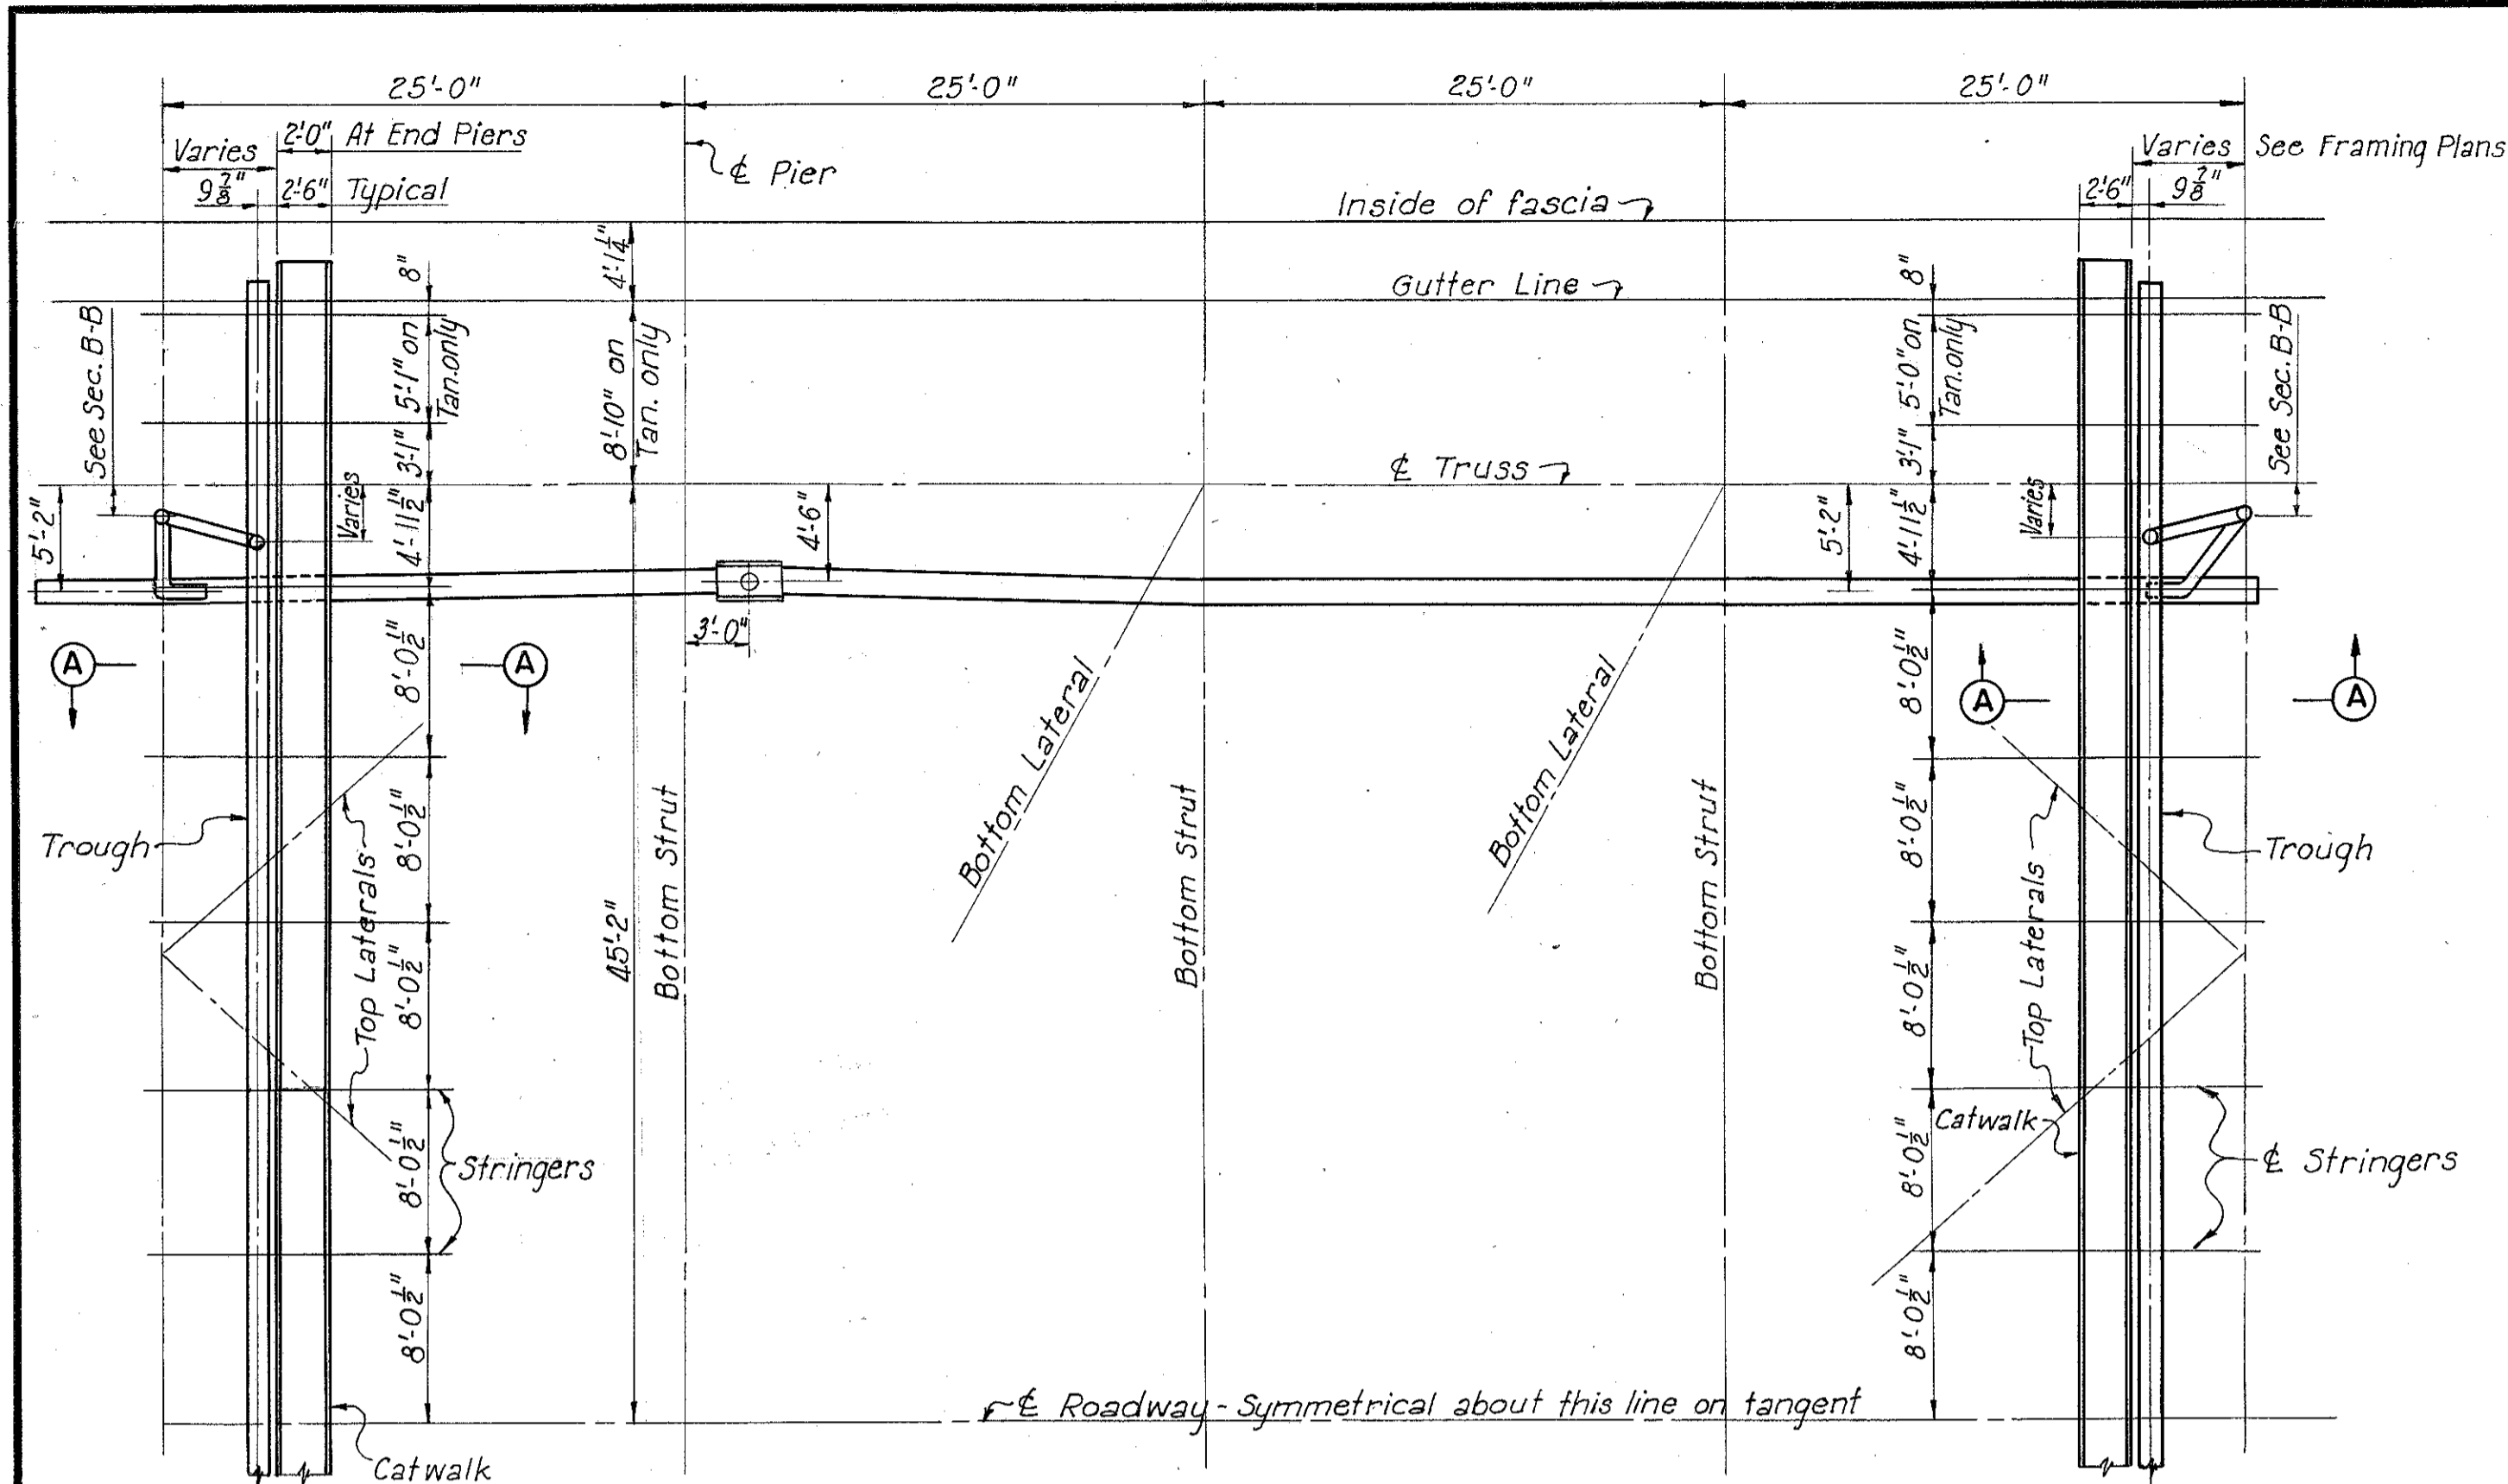 25'-0" 25'-0" 25'-0" 25'-0"
2'-0" At End Piers
Varies
9 7/8" 2'-6" Typical
℄ Pier
Varies See Framing Plans
2'-6" 9 7/8"
Inside of fascia
4'-1 1/4"
8"
Gutter Line
8"
See Sec. B-B
5'-1" on
Tan. only
8'-10" on
Tan. only
5'-0" on
Tan. only
See Sec. B-B
3'-1"
℄ Truss
3'-1"
5'-2"
Varies
4'-11 1/2"
4'-6"
5'-2"
4'-11 1/2"
Varies
3'-0"
A
A
A
A
8'-0 1/2"
8'-0 1/2"
Bottom Lateral
Bottom Lateral
Trough
8'-0 1/2"
Bottom Strut
Bottom Strut
Bottom Strut
8'-0 1/2"
Trough
Top Laterals
8'-0 1/2"
45'-2"
8'-0 1/2"
Top Laterals
8'-0 1/2"
Stringers
Catwalk
8'-0 1/2"
℄ Stringers
8'-0 1/2"
8'-0 1/2"
℄ Roadway - Symmetrical about this line on tangent
Catwalk